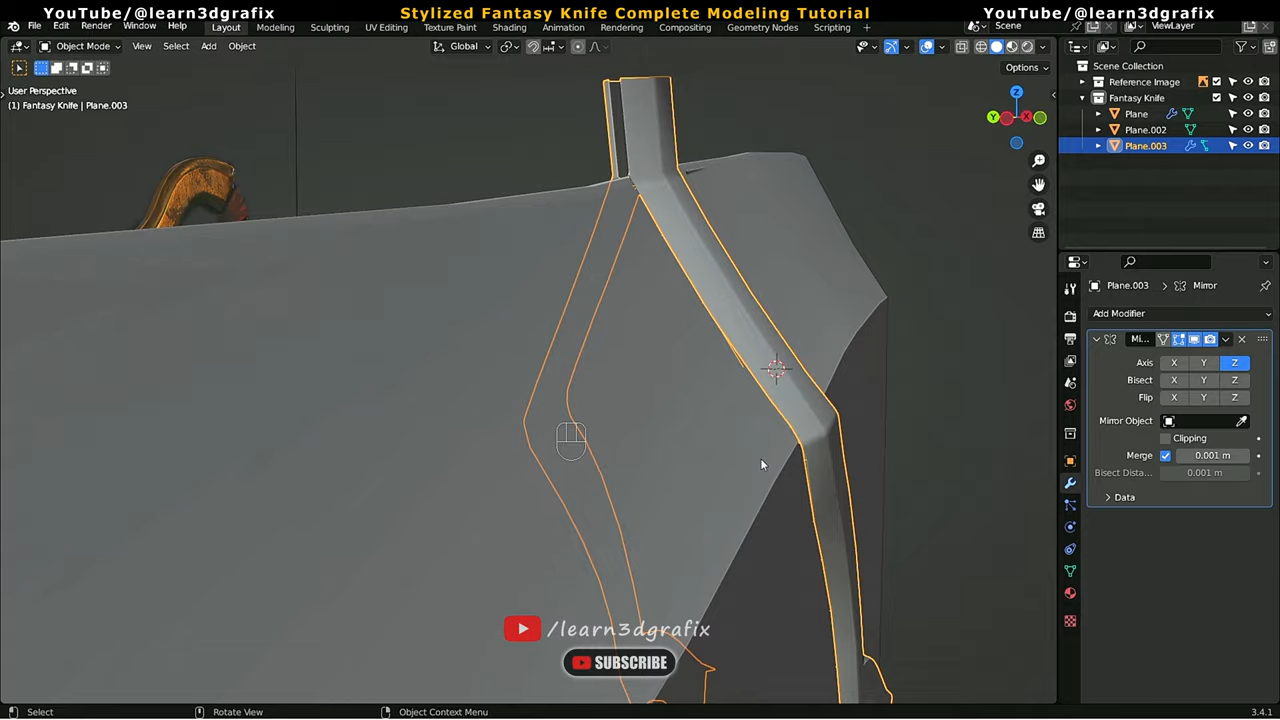 YouTube/@learn3dgrafix
Stylized Fantasy Knife Complete Modeling Tutorial
YouTube/@learn3dgrafix
File Edit Render Window Help
Layout Modeling Sculpting UV Editing Texture Paint Shading Animation Rendering Compositing Geometry Nodes Scripting +
Scene
ViewLayer
Object Mode View Select Add Object
Global
Options
User Perspective
(1) Fantasy Knife | Plane.003
Z
Y
X
Scene Collection
Reference Image
Fantasy Knife
Plane
Plane.002
Plane.003
Plane.003 > Mirror
Add Modifier
Mi...
Axis X Y Z
Bisect X Y Z
Flip X Y Z
Mirror Object
Clipping
Merge 0.001 m
Bisect Dista... 0.001 m
> Data
/learn3dgrafix
SUBSCRIBE
Select
Rotate View
Object Context Menu
3.4.1